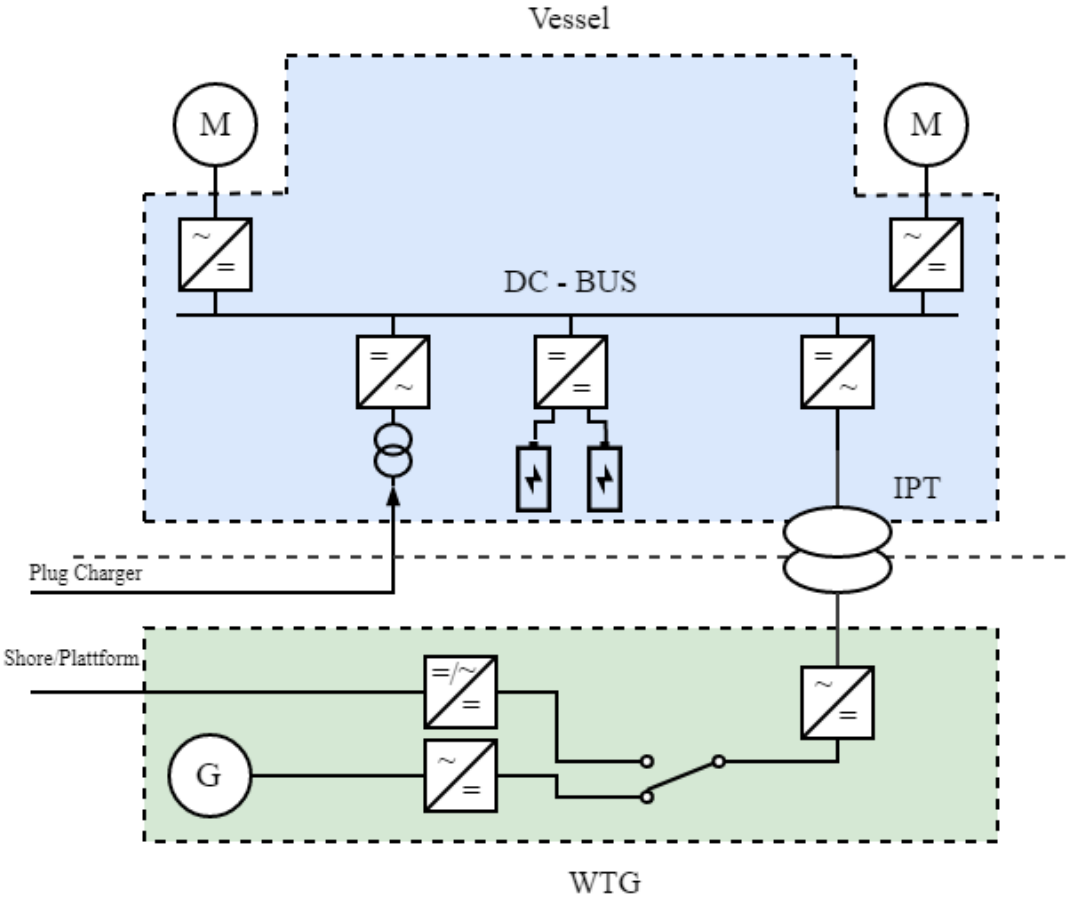 Vessel
M
M
~
=
~
=
DC - BUS
=
~
=
=
=
~
IPT
Plug Charger
Shore/Plattform
=/~
=
~
=
G
~
=
WTG